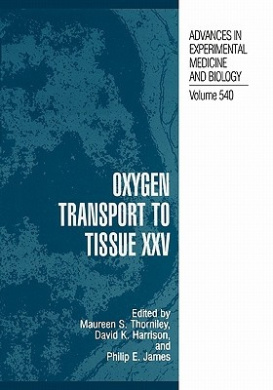 ADVANCES IN
EXPERIMENTAL
MEDICINE
AND BIOLOGY
Volume 540
OXYGEN
TRANSPORT TO
TISSUE XXV
Edited by
Maureen S. Thorniley,
David K. Harrison,
and
Philip E. James